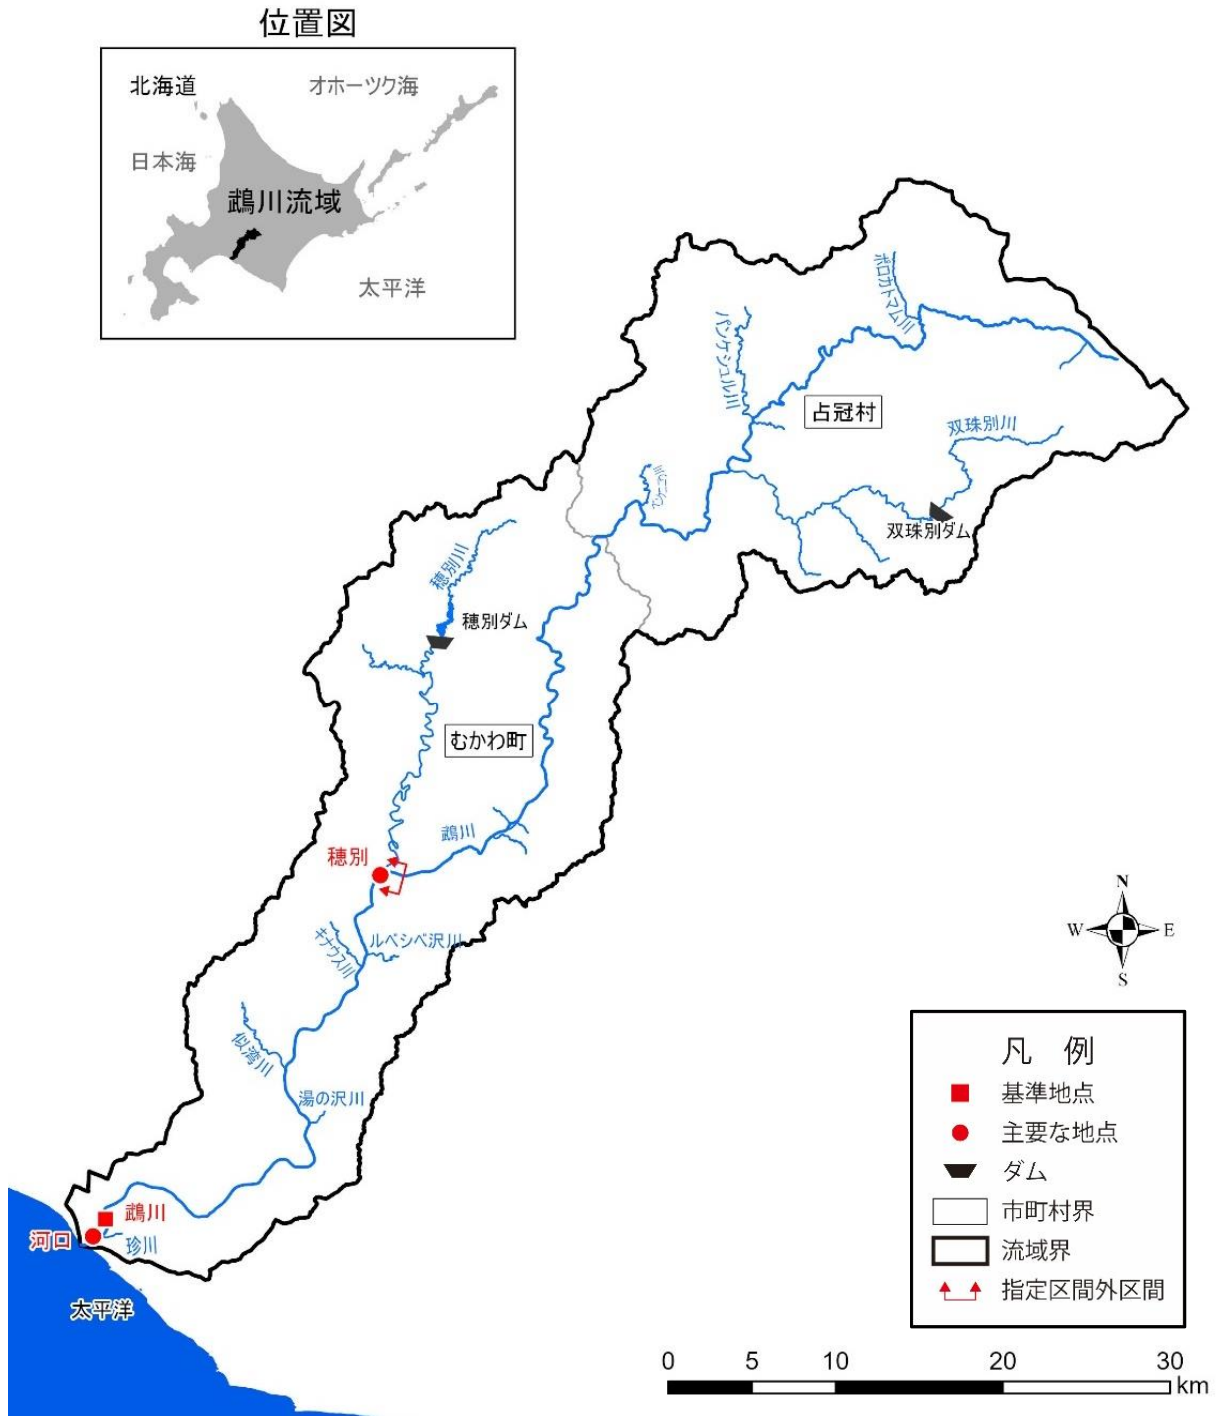 位置図
北海道
オホーツク海
日本海
鵡川流域
太平洋
ポロカトマム川
パンケシュル川
占冠村
双珠別川
双珠別ダム
穂別川
穂別ダム
むかわ町
鵡川
穂別
キナウス川
ルベシベ沢川
似湾川
湯の沢川
鵡川
河口
珍川
太平洋
N
W
E
S
凡 例
基準地点
主要な地点
ダム
市町村界
流域界
指定区間外区間
0 5 10 20 30
km